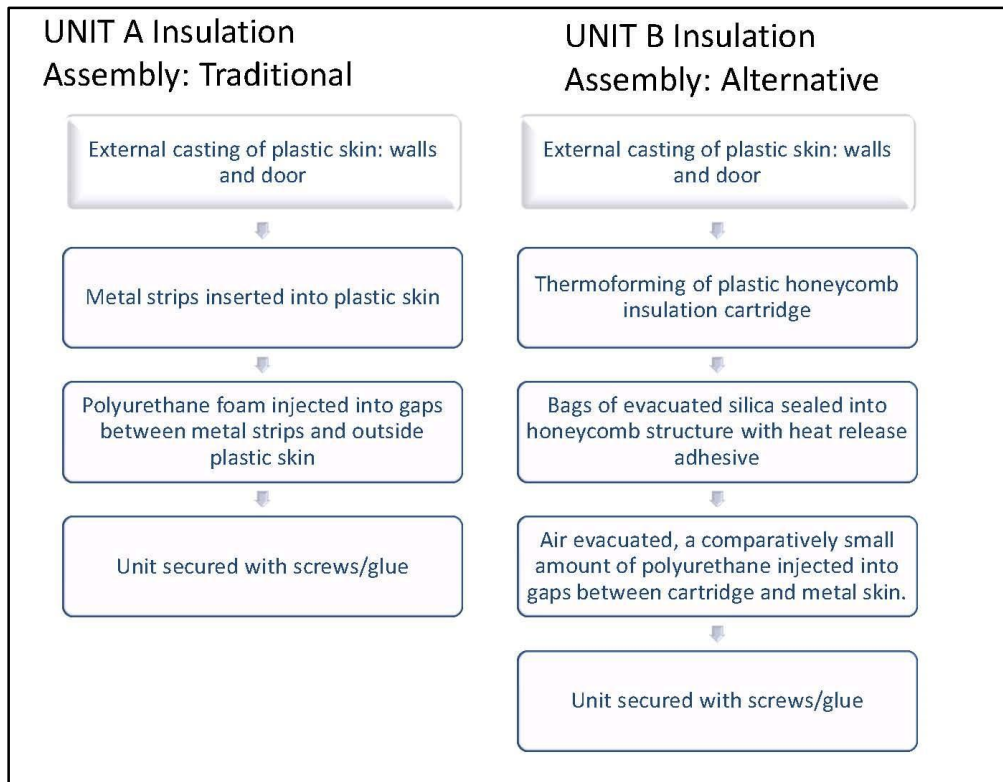 UNIT A Insulation
Assembly: Traditional
External casting of plastic skin: walls
and door
Metal strips inserted into plastic skin
Polyurethane foam injected into gaps
between metal strips and outside
plastic skin
Unit secured with screws/glue
UNIT B Insulation
Assembly: Alternative
External casting of plastic skin: walls
and door
Thermoforming of plastic honeycomb
insulation cartridge
Bags of evacuated silica sealed into
honeycomb structure with heat release
adhesive
Air evacuated, a comparatively small
amount of polyurethane injected into
gaps between cartridge and metal skin.
Unit secured with screws/glue